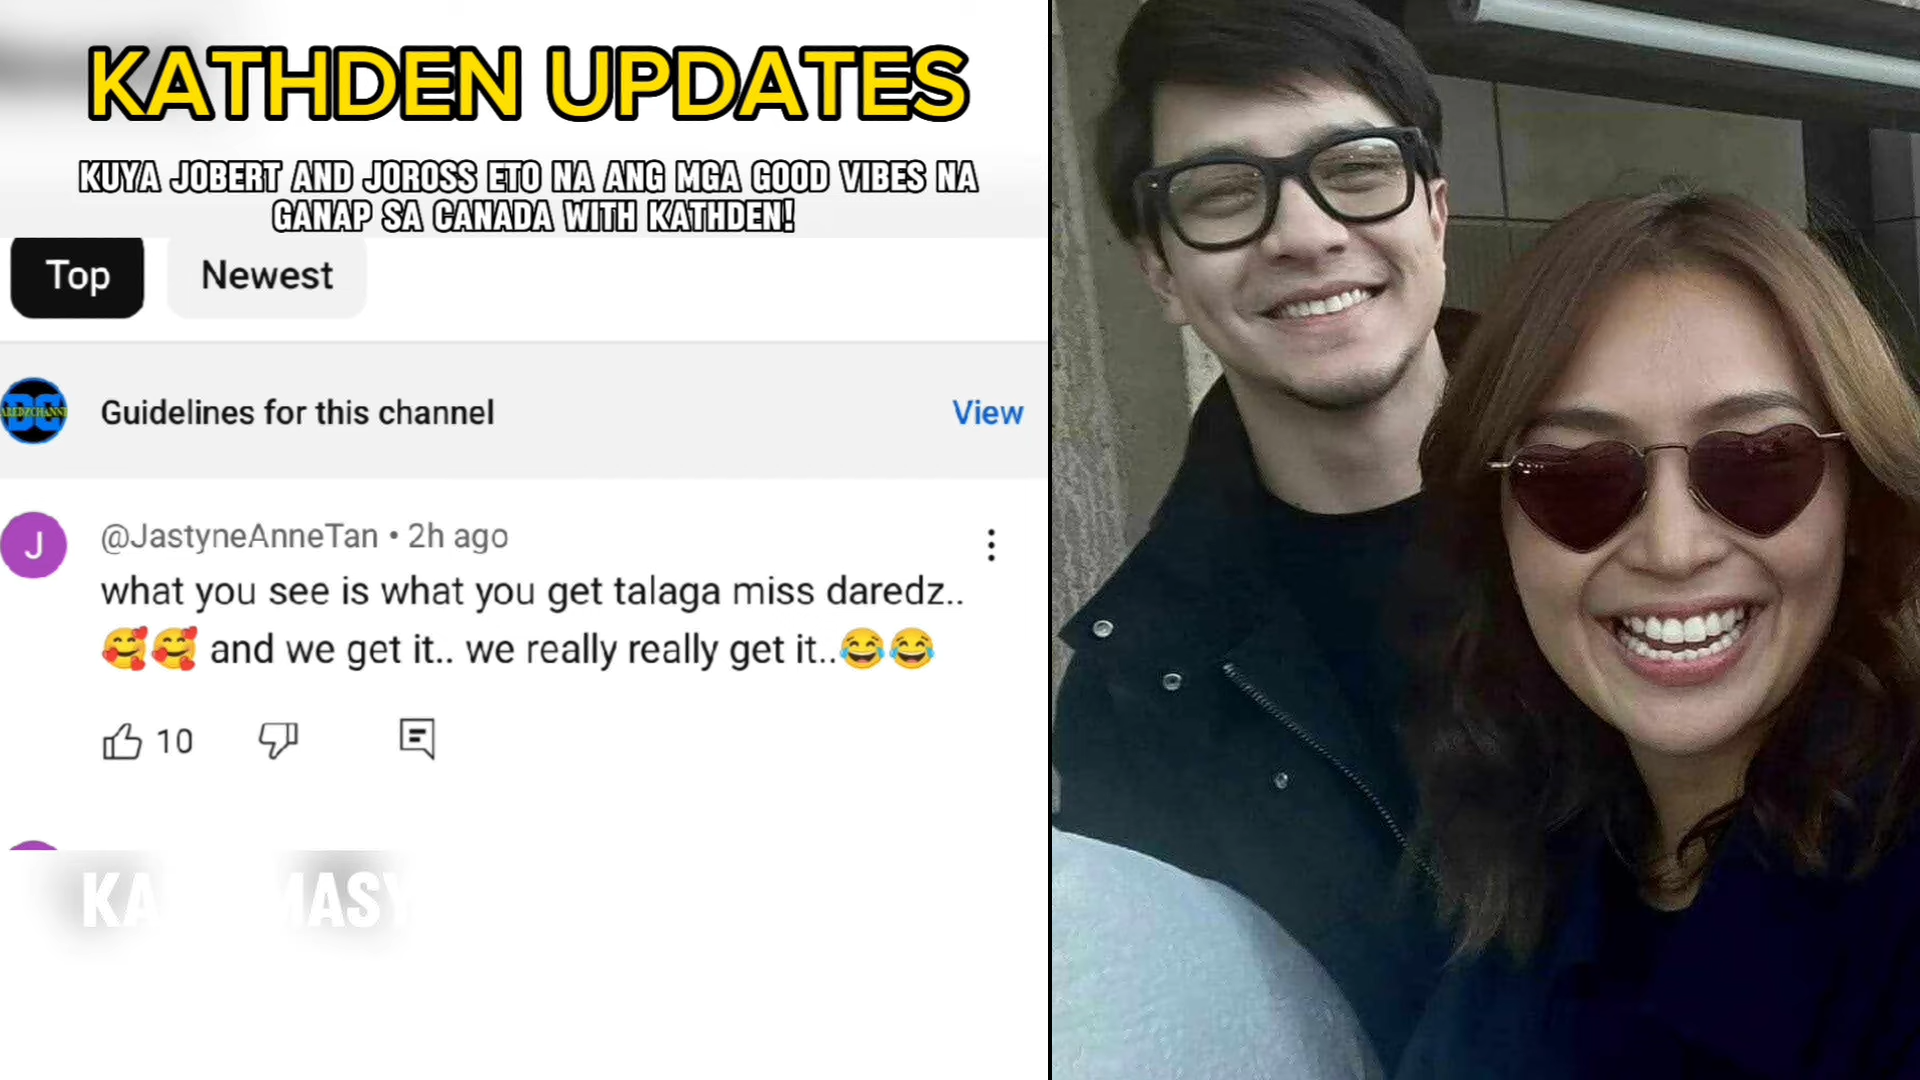 KATHDEN UPDATES
KUYA JOBERT AND JOROSS ETO NA ANG MGA GOOD VIBES NA
GANAP SA CANADA WITH KATHDEN!
Top Newest
Guidelines for this channel View
J @JastyneAnneTan • 2h ago
what you see is what you get talaga miss daredz..
🥰🥰 and we get it.. we really really get it..😂😂
10